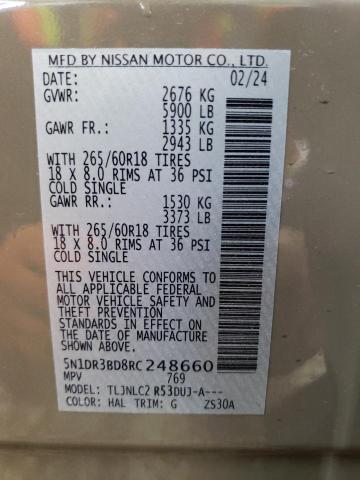 MFD BY NISSAN MOTOR CO., LTD.
DATE: 02/24
GVWR: 2676 KG
5900 LB
GAWR FR.: 1335 KG
2943 LB
WITH 265/60R18 TIRES
18 X 8.0 RIMS AT 36 PSI
COLD SINGLE
GAWR RR.: 1530 KG
3373 LB
WITH 265/60R18 TIRES
18 X 8.0 RIMS AT 36 PSI
COLD SINGLE
THIS VEHICLE CONFORMS TO
ALL APPLICABLE FEDERAL
MOTOR VEHICLE SAFETY
AND THEFT PREVENTION
STANDARDS IN EFFECT ON
THE DATE OF MANUFACTURE
SHOWN ABOVE.
5N1DR3BD8RC248660
MPV 769
MODEL: TLJNLC2 R53DUJ-A---
COLOR: HAL TRIM: G ZS30A